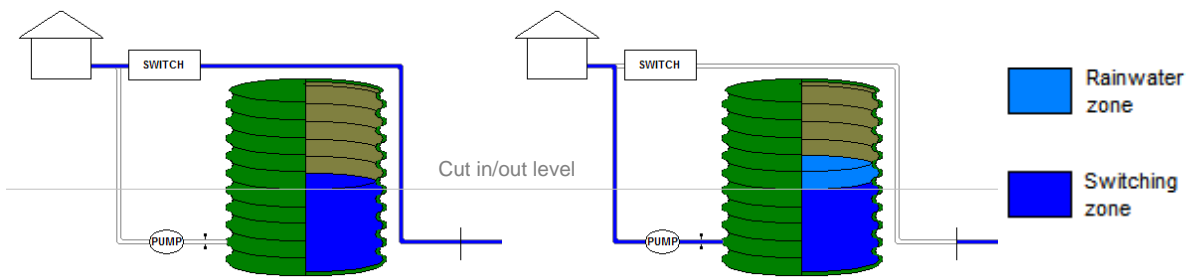 SWITCH
PUMP
Cut in/out level
SWITCH
PUMP
Rainwater
zone
Switching
zone